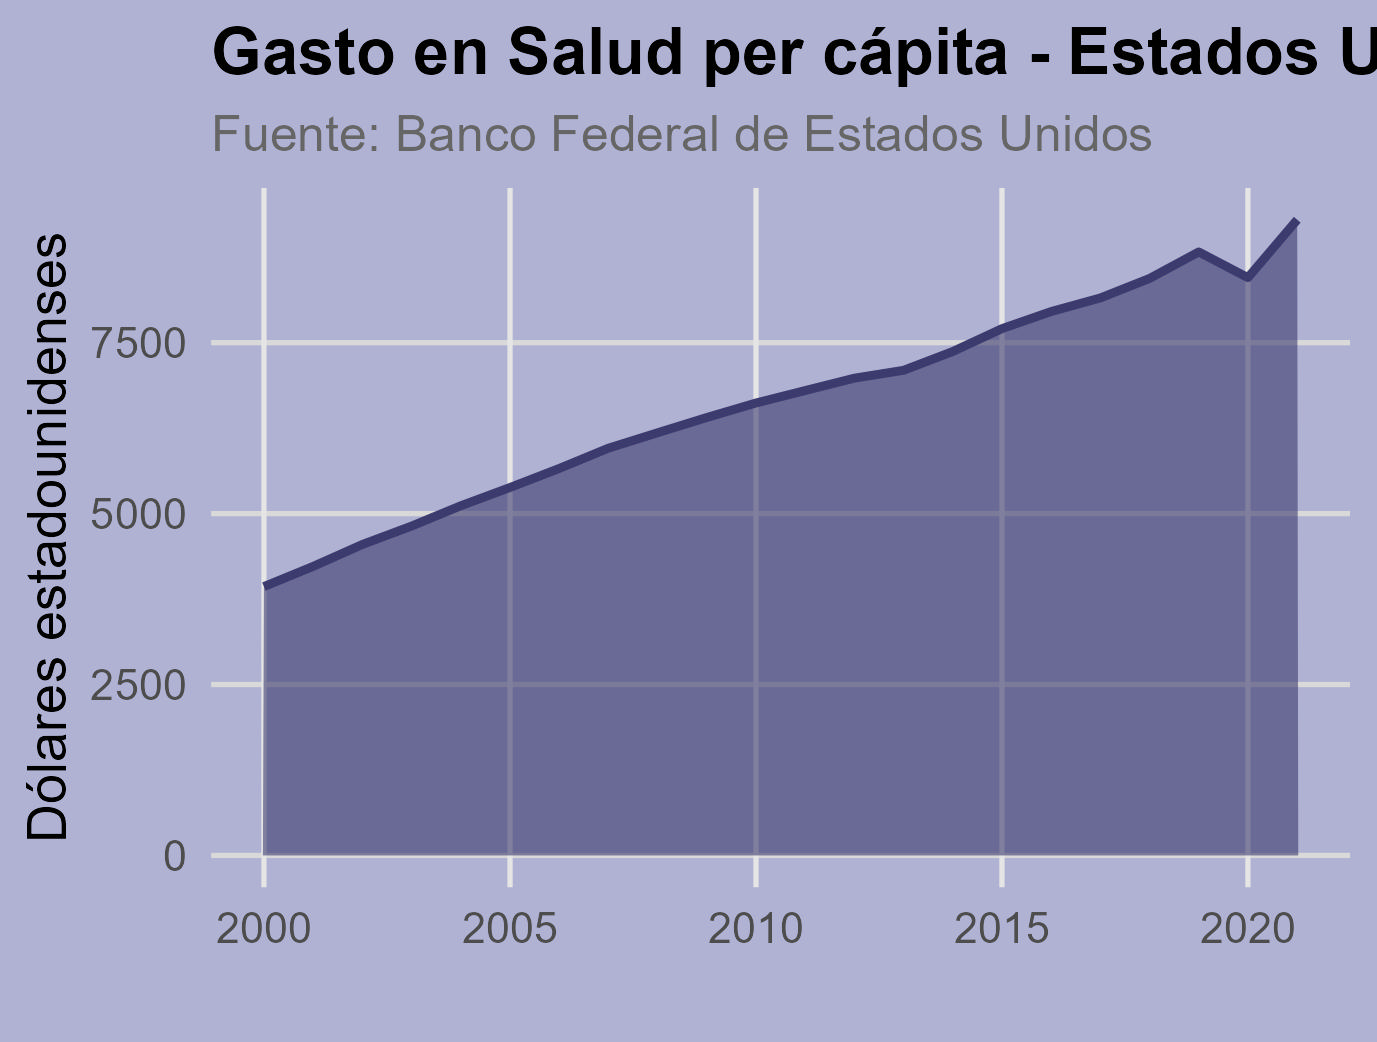 Gasto en Salud per cápita - Estados U
Fuente: Banco Federal de Estados Unidos
Dólares estadounidenses
7500
5000
2500
0
2000 2005 2010 2015 2020